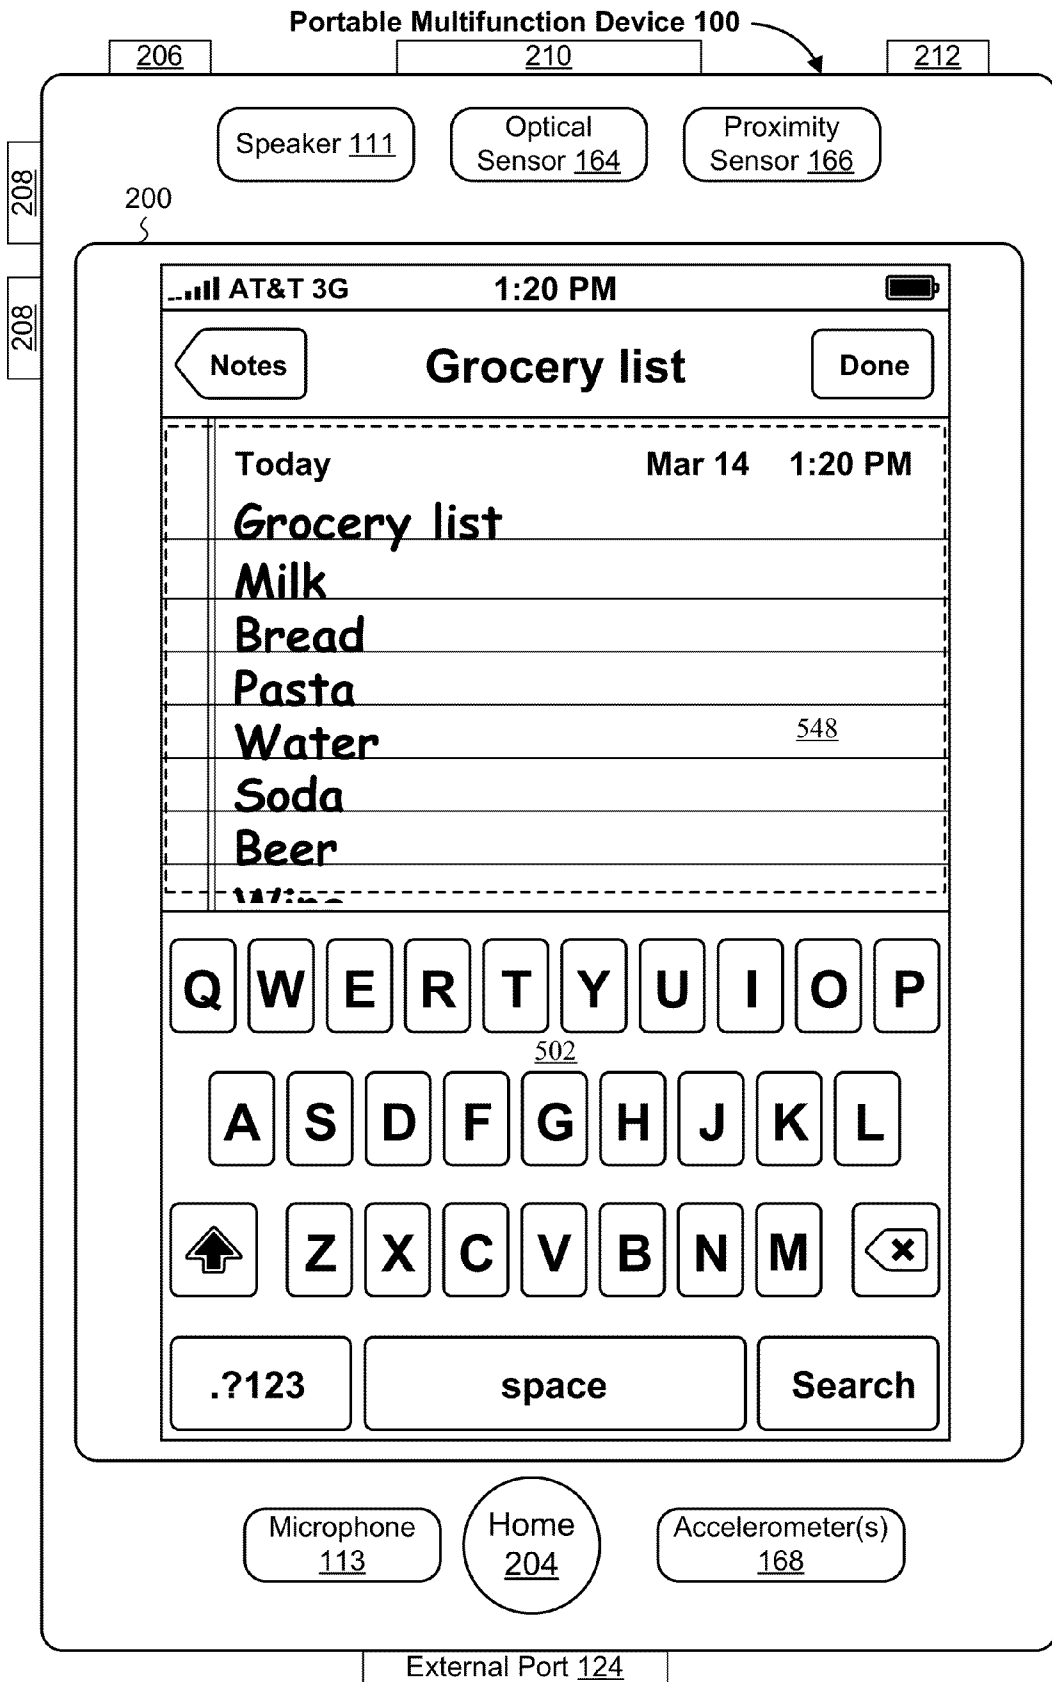 Portable Multifunction Device 100
206 210 212
Speaker 111
Optical Sensor 164
Proximity Sensor 166
208
200
208
AT&T 3G 1:20 PM
Notes Grocery list Done
Today Mar 14 1:20 PM
Grocery list
Milk
Bread
Pasta
Water
548
Soda
Beer
Q W E R T Y U I O P
502
A S D F G H J K L
Z X C V B N M
.?123 space Search
Microphone 113
Home 204
Accelerometer(s) 168
External Port 124